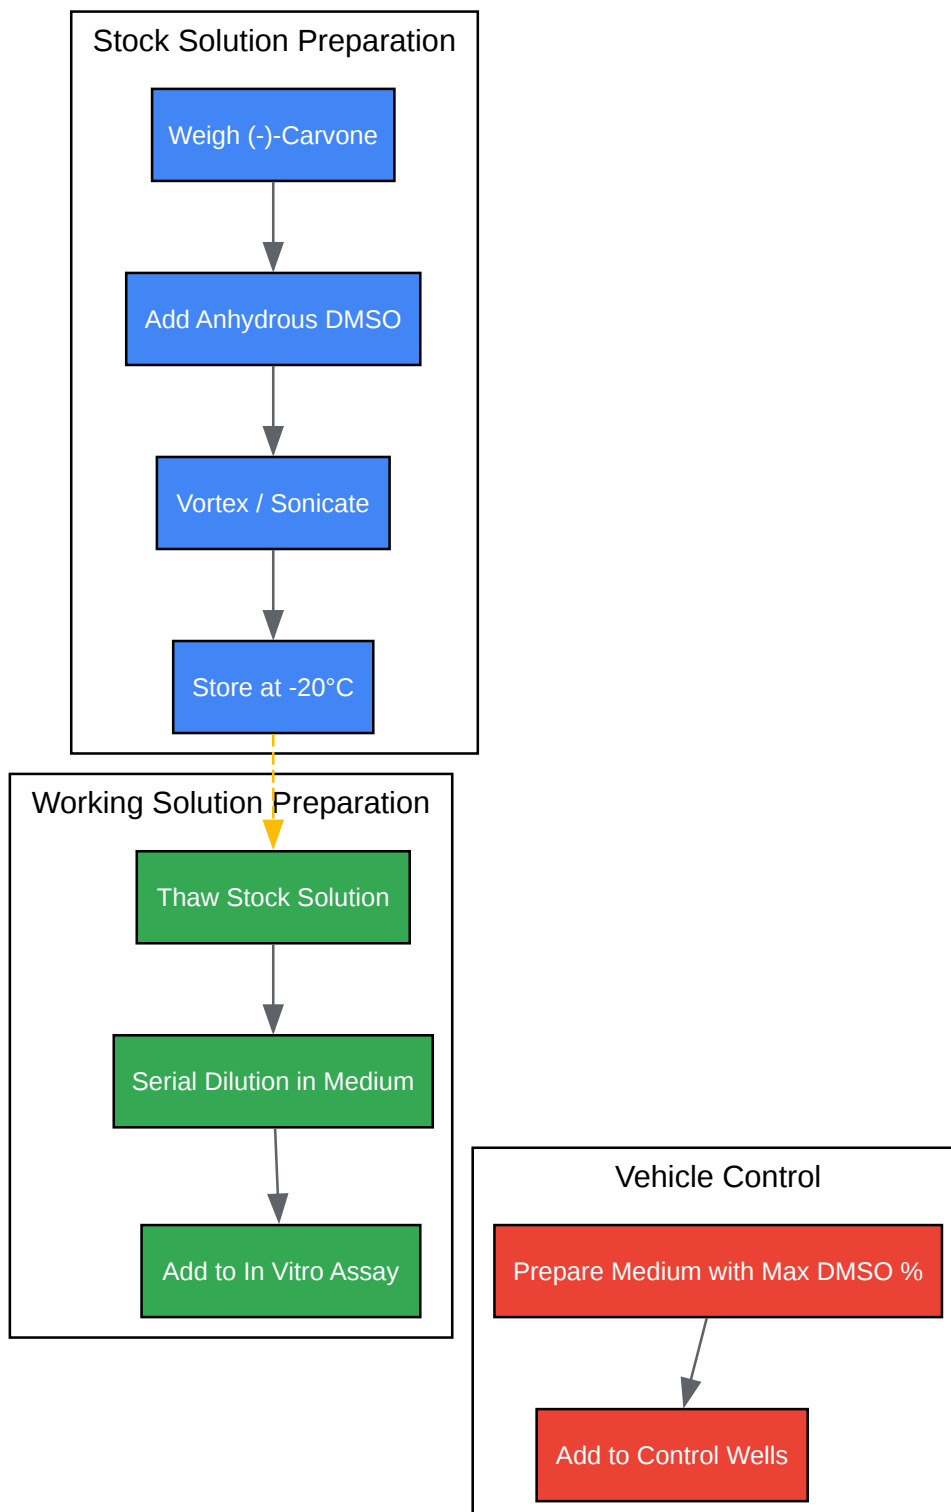 Stock Solution Preparation
Weigh (-)-Carvone
Add Anhydrous DMSO
Vortex / Sonicate
Store at -20°C
Working Solution Preparation
Thaw Stock Solution
Serial Dilution in Medium
Add to In Vitro Assay
Vehicle Control
Prepare Medium with Max DMSO %
Add to Control Wells